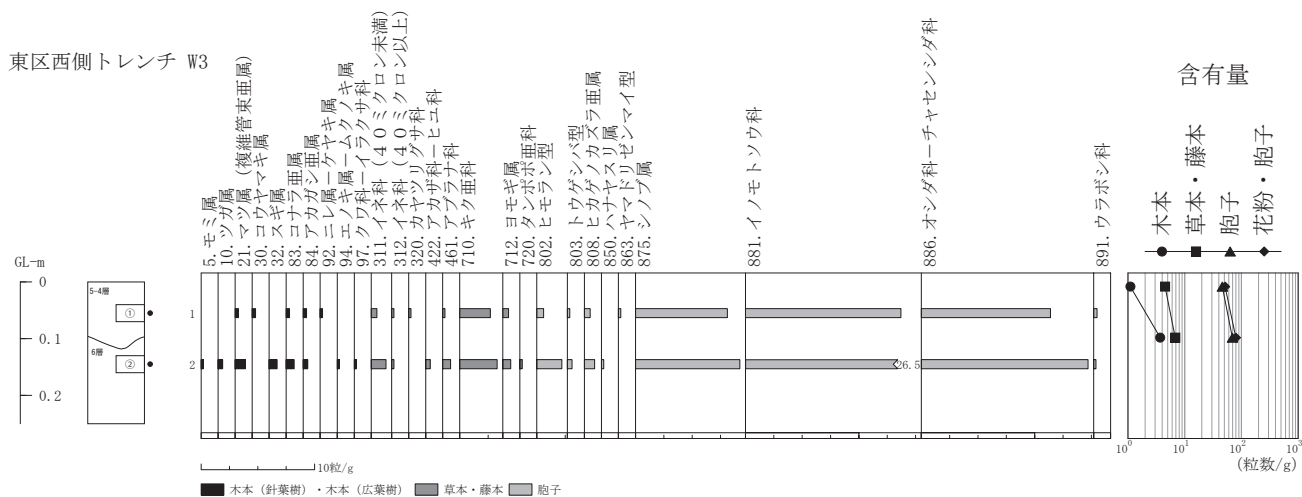 東区西側トレンチ W3
含有量
5. モミ属
10. ツガ属
21. マツ属(複維管束亜属)
30. コウヤマキ属
32. スギ属
83. コナラ亜属
84. アカガシ亜属
92. ニレ属ーケヤキ属
94. エノキ属ームクノキ属
97. クワ科ーイラクサ科
311. イネ科(40ミクロン未満)
312. イネ科(40ミクロン以上)
320. カヤツリグサ科
422. アカザ科ーヒユ科
461. アブラナ科
710. キク亜科
712. ヨモギ属
720. タンポポ亜科
802. ヒモラン型
803. トウゲシバ型
808. ヒカゲノカズラ亜属
850. ハナヤスリ属
863. ヤマドリゼンマイ型
875. シノブ属
881. イノモトソウ科
886. オシダ科ーチャセンシダ科
891. ウラボシ科
木本
草本・藤本
胞子
花粉・胞子
GL-m
0
0.1
0.2
5-4層
①
6層
②
1
2
26.5
10⁰ 10¹ 10² 10³
(粒数/g)
10粒/g
木本(針葉樹)・木本(広葉樹) 草本・藤本 胞子